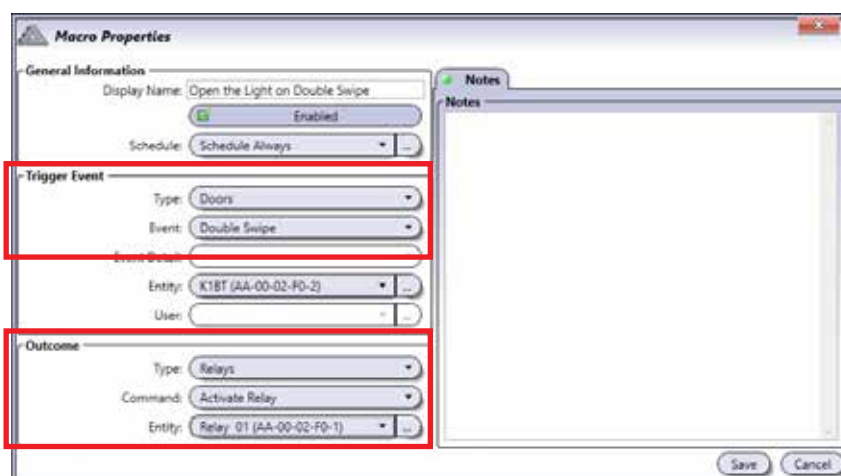 Macro Properties
General Information
Display Name: Open the Light on Double Swipe
Enabled
Schedule: Schedule Always ...
Trigger Event
Type: Doors
Event: Double Swipe
Event Detail:
Entity: K1BT (AA-00-02-F0-2) ...
User: ...
Outcome
Type: Relays
Command: Activate Relay
Entity: Relay 01 (AA-00-02-F0-1) ...
Notes
Notes
Save Cancel